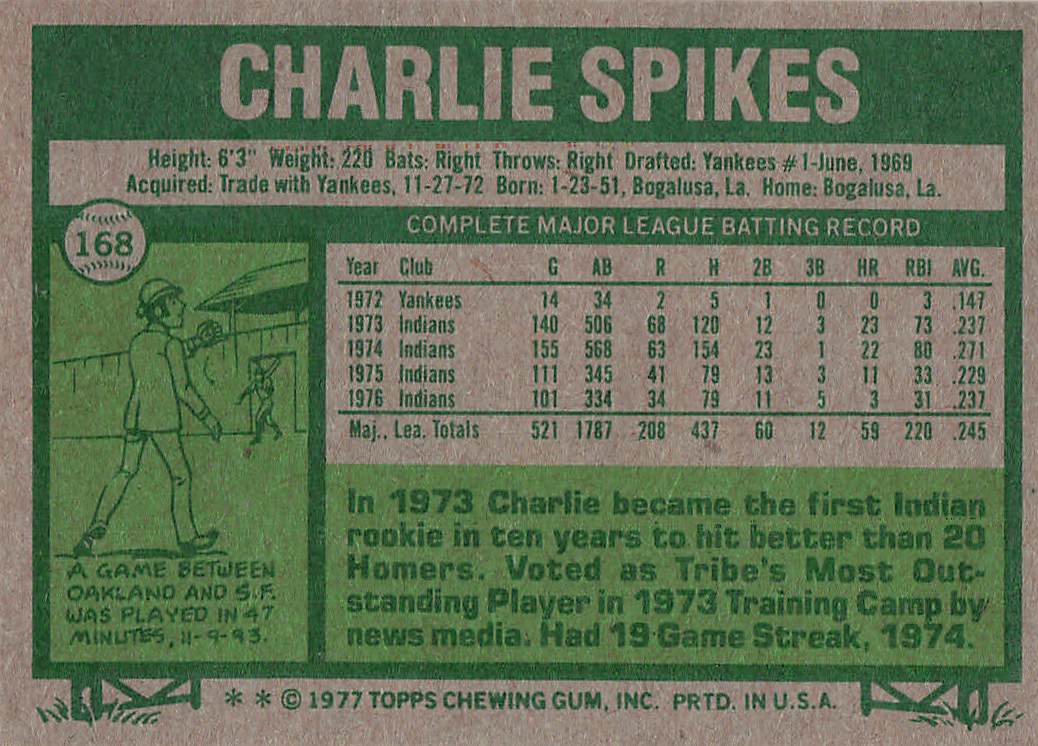 CHARLIE SPIKES
Height: 6'3" Weight: 220 Bats: Right Throws: Right Drafted: Yankees #1-June, 1969
Acquired: Trade with Yankees, 11-27-72 Born: 1-23-51, Bogalusa, La. Home: Bogalusa, La.
168
COMPLETE MAJOR LEAGUE BATTING RECORD
Year Club G AB R H 2B 3B HR RBI AVG.
1972 Yankees 14 34 2 5 1 0 0 3 .147
1973 Indians 140 506 68 120 12 3 23 73 .237
1974 Indians 155 568 63 154 23 1 22 80 .271
1975 Indians 111 345 41 79 13 3 11 33 .229
1976 Indians 101 334 34 79 11 5 3 31 .237
Maj. Lea. Totals 521 1787 208 437 60 12 59 220 .245
A GAME BETWEEN
OAKLAND AND S.F.
WAS PLAYED IN 47
MINUTES, 11-9-93.
In 1973 Charlie became the first Indian
rookie in ten years to hit better than 20
Homers. Voted as Tribe's Most Out-
standing Player in 1973 Training Camp by
news media. Had 19 Game Streak, 1974.
* * © 1977 TOPPS CHEWING GUM, INC. PRTD. IN U.S.A.